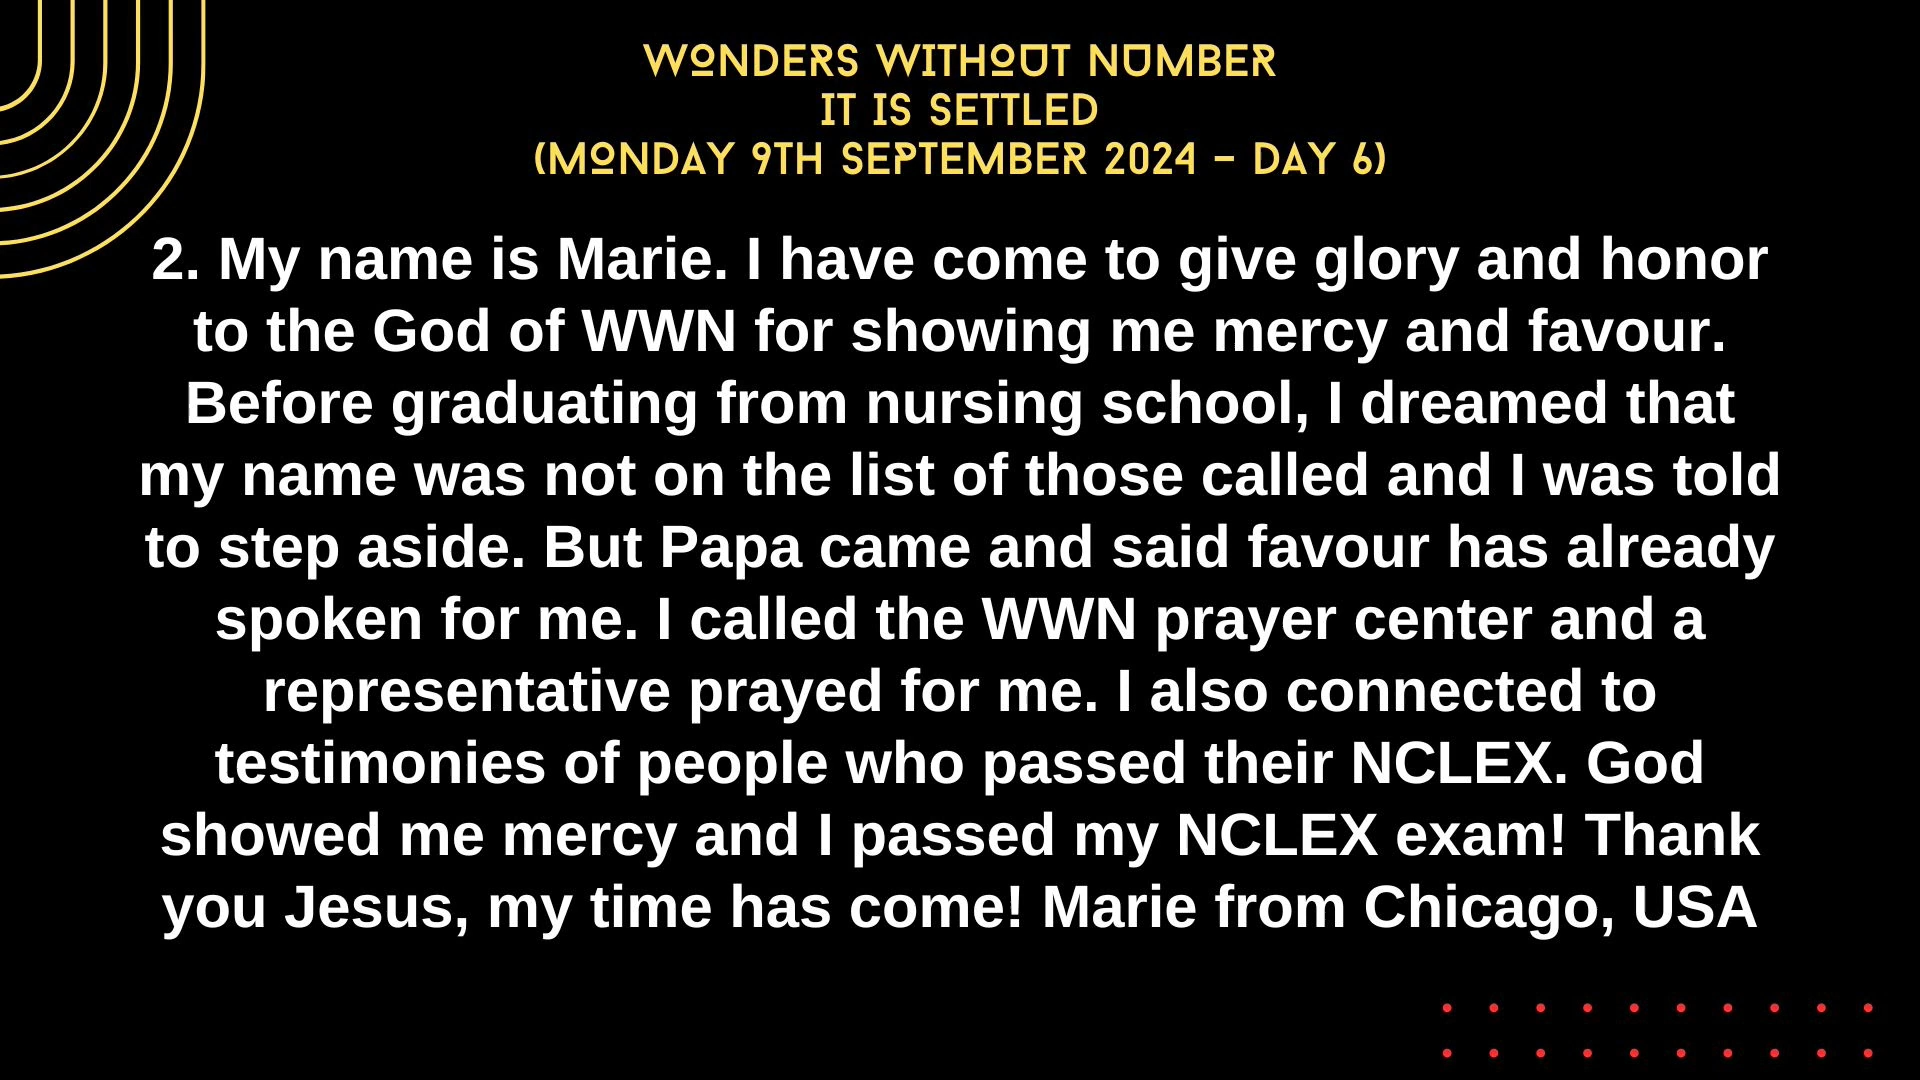 WONDERS WITHOUT NUMBER
IT IS SETTLED
(MONDAY 9TH SEPTEMBER 2024 – DAY 6)
2. My name is Marie. I have come to give glory and honor
to the God of WWN for showing me mercy and favour.
Before graduating from nursing school, I dreamed that
my name was not on the list of those called and I was told
to step aside. But Papa came and said favour has already
spoken for me. I called the WWN prayer center and a
representative prayed for me. I also connected to
testimonies of people who passed their NCLEX. God
showed me mercy and I passed my NCLEX exam! Thank
you Jesus, my time has come! Marie from Chicago, USA